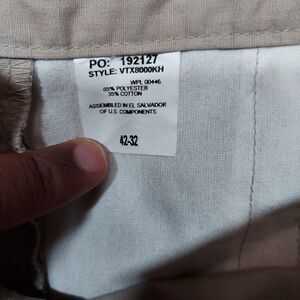 PO: 192127
STYLE: VTX8000KH
WPL 00446
65% POLYESTER
35% COTTON
ASSEMBLED IN EL SALVADOR
OF U.S. COMPONENTS
42-32